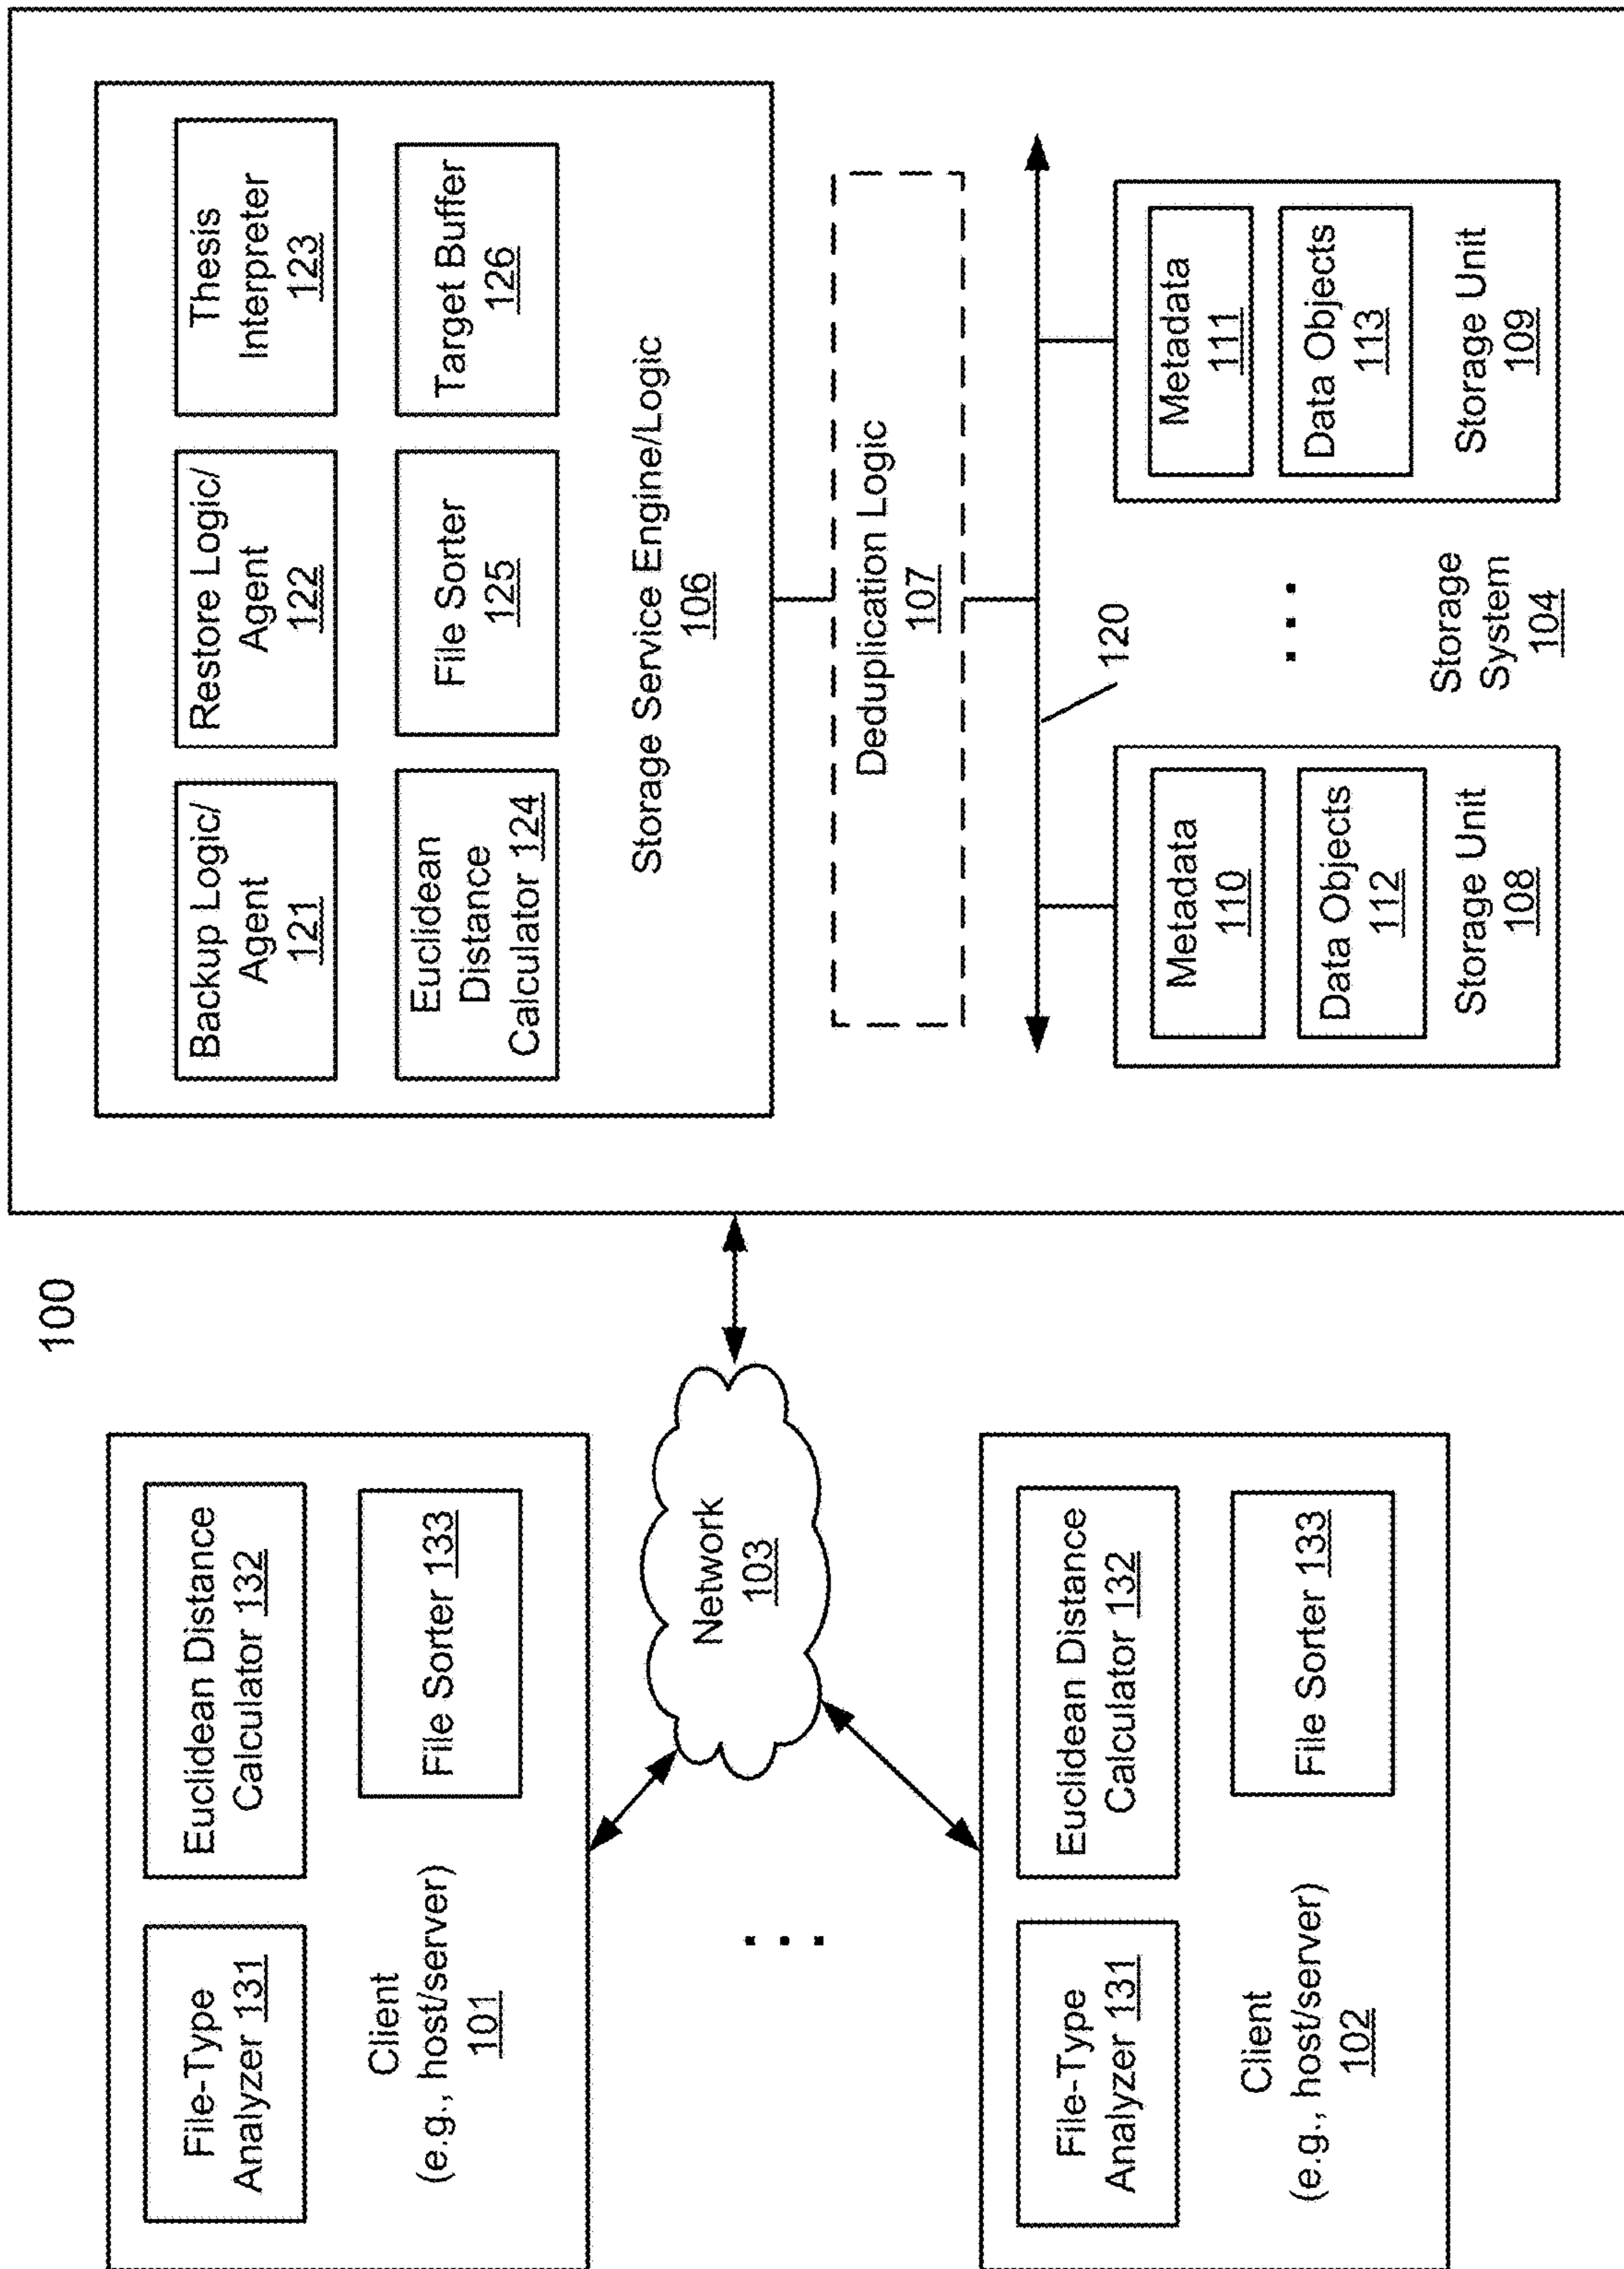 100
File-Type
Analyzer 131
Euclidean Distance
Calculator 132
Client
(e.g., host/server)
101
File Sorter 133
. . .
Network
103
File-Type
Analyzer 131
Euclidean Distance
Calculator 132
Client
(e.g., host/server)
102
File Sorter 133
Backup Logic/
Agent
121
Restore Logic/
Agent
122
Thesis
Interpreter
123
Euclidean
Distance
Calculator 124
File Sorter
125
Target Buffer
126
Storage Service Engine/Logic
106
Deduplication Logic
107
120
Metadata
110
Data Objects
112
Storage Unit
108
. . .
Metadata
111
Data Objects
113
Storage Unit
109
Storage
System
104